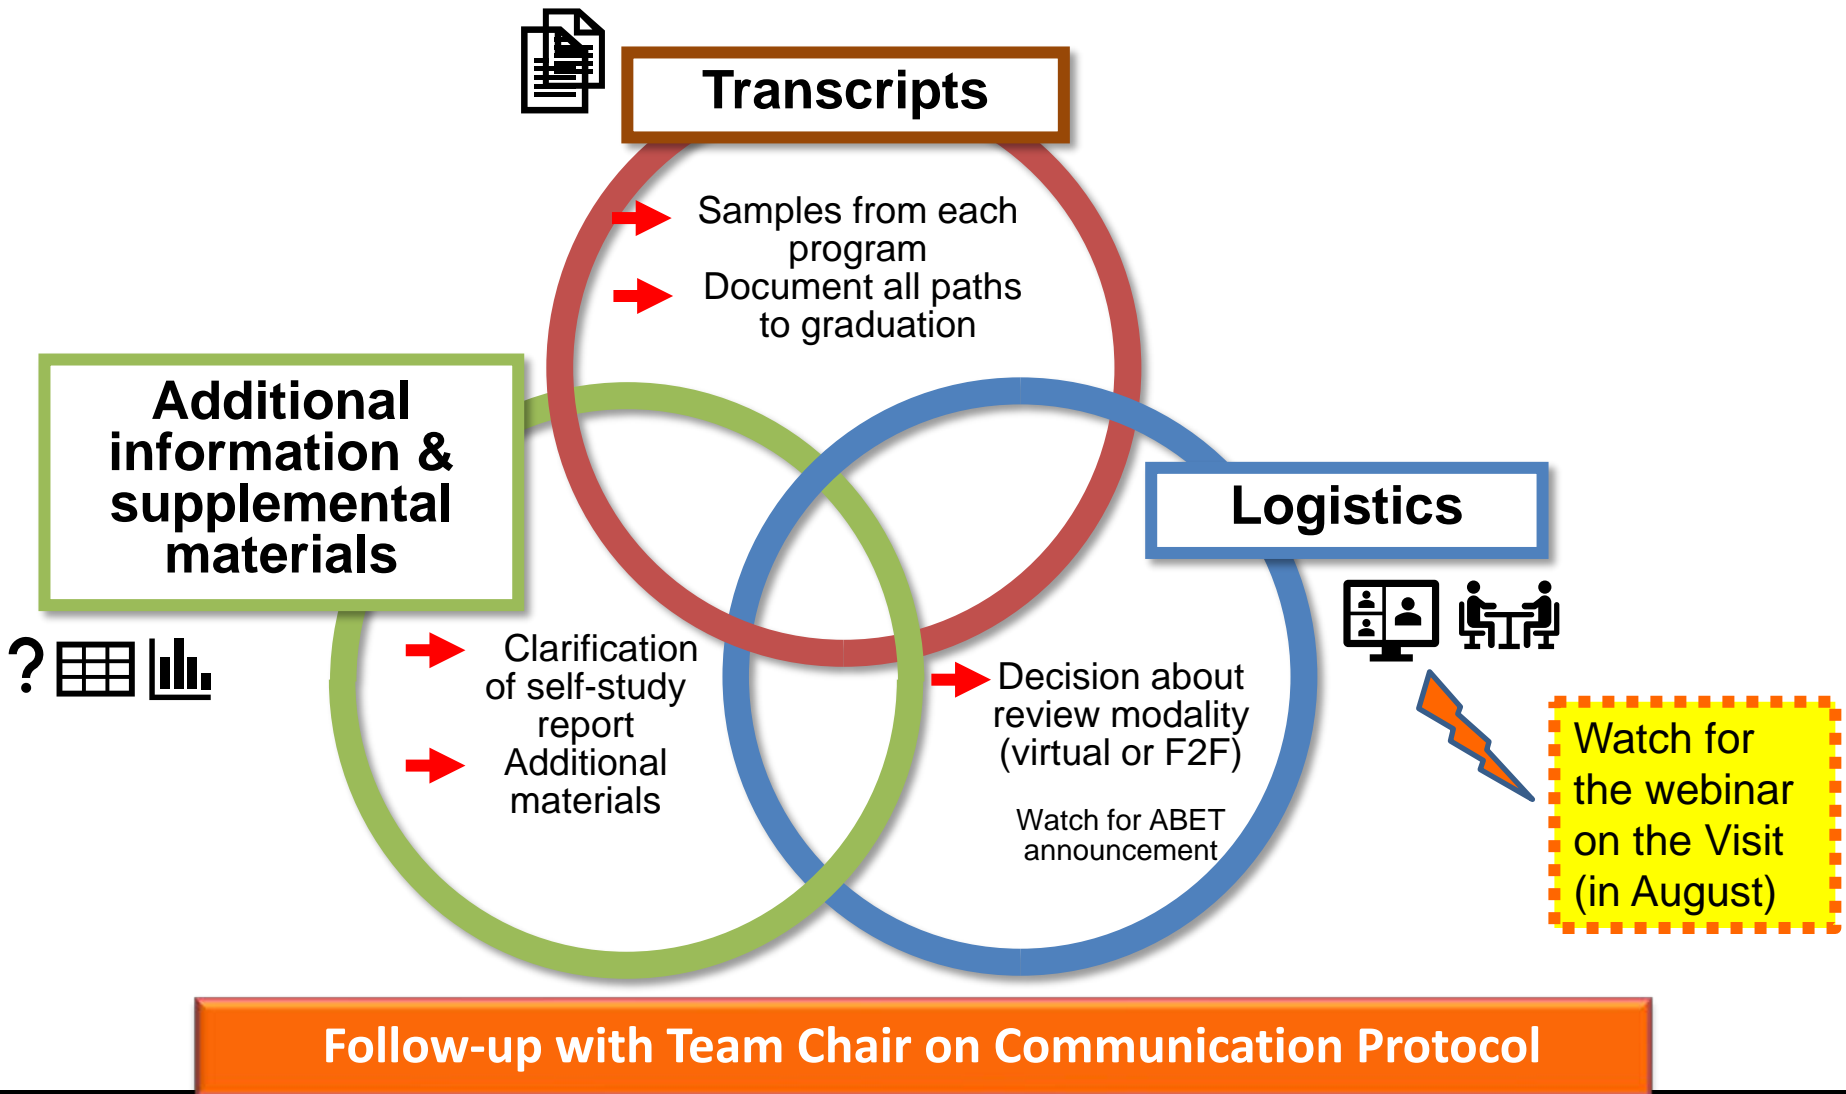 Transcripts
Samples from each
program
Document all paths
to graduation
Additional
information &
supplemental
materials
?
Clarification
of self-study
report
Additional
materials
Logistics
Decision about
review modality
(virtual or F2F)
Watch for ABET
announcement
Watch for
the webinar
on the Visit
(in August)
Follow-up with Team Chair on Communication Protocol